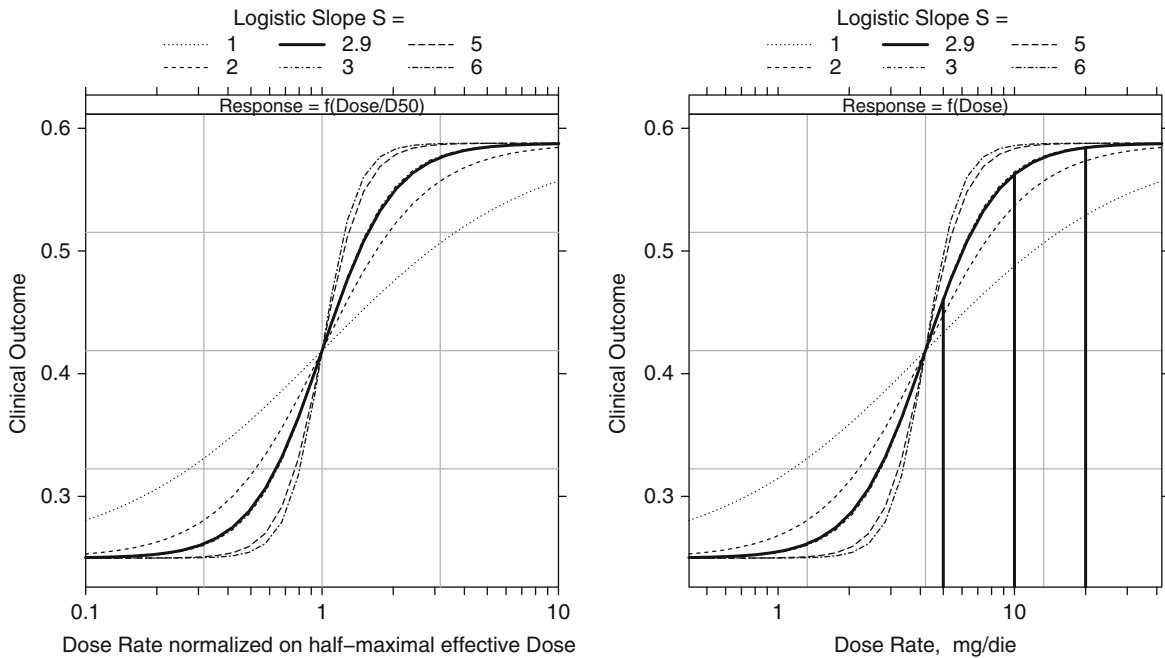 Logistic Slope S =
1 2.9 5
2 3 6
Response = f(Dose/D50)
0.6
0.5
0.4
0.3
Clinical Outcome
0.1 1 10
Dose Rate normalized on half−maximal effective Dose
Logistic Slope S =
1 2.9 5
2 3 6
Response = f(Dose)
0.6
0.5
0.4
0.3
Clinical Outcome
1 10
Dose Rate, mg/die